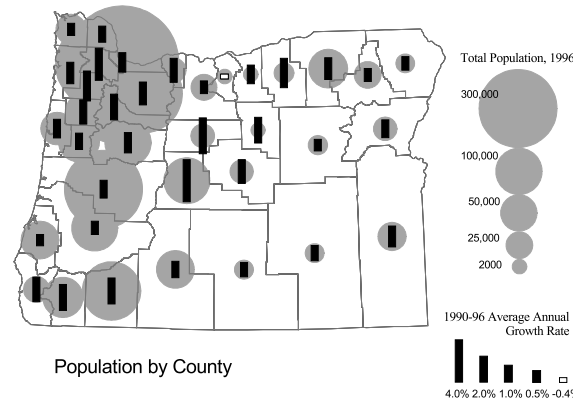 Total Population, 1996
300,000
100,000
50,000
25,000
2000
1990-96 Average Annual
Growth Rate
4.0% 2.0% 1.0% 0.5% -0.4%
Population by County